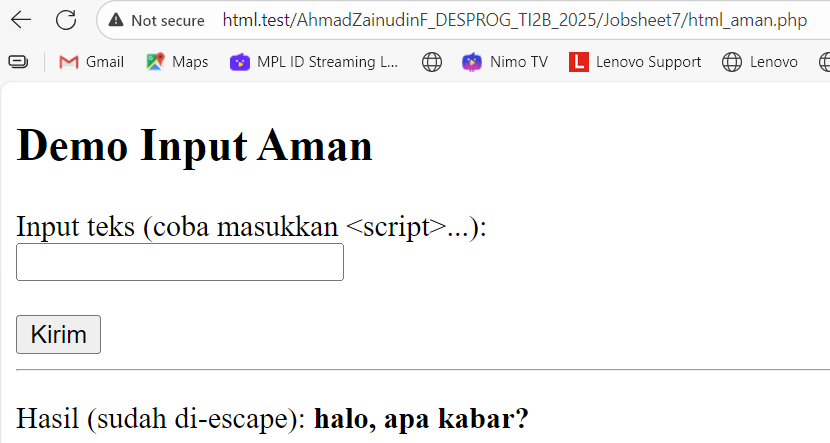 Not secure html.test/AhmadZainudinF_DESPROG_TI2B_2025/Jobsheet7/html_aman.php
Gmail Maps MPL ID Streaming L... Nimo TV L Lenovo Support Lenovo
Demo Input Aman
Input teks (coba masukkan <script>...):
Kirim
Hasil (sudah di-escape): halo, apa kabar?